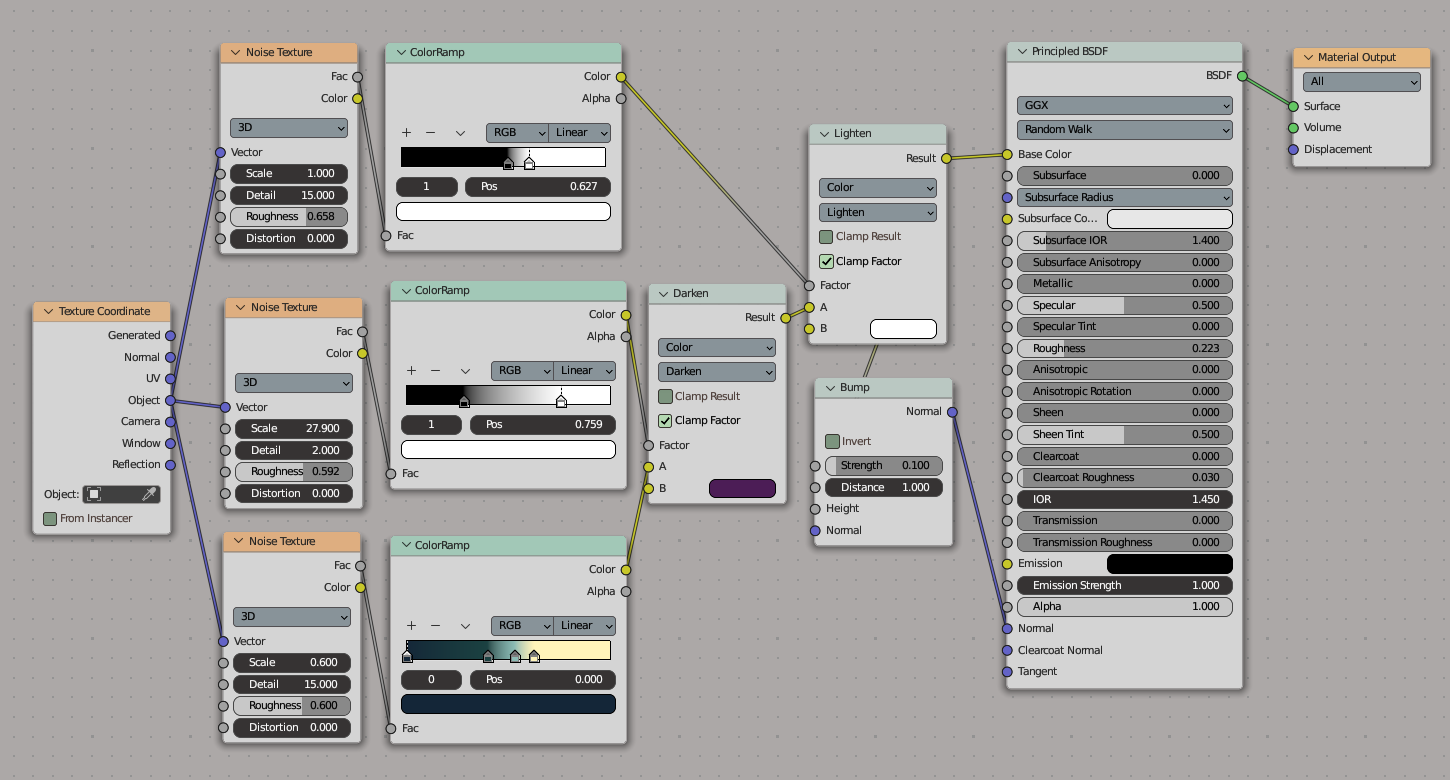 Texture Coordinate
Generated
Normal
UV
Object
Camera
Window
Reflection
Object:
From Instancer
Noise Texture
Fac
Color
3D
Vector
Scale 1.000
Detail 15.000
Roughness 0.658
Distortion 0.000
ColorRamp
Color
Alpha
+ − RGB Linear
1 Pos 0.627
Fac
Noise Texture
Fac
Color
3D
Vector
Scale 27.900
Detail 2.000
Roughness 0.592
Distortion 0.000
ColorRamp
Color
Alpha
+ − RGB Linear
1 Pos 0.759
Fac
Noise Texture
Fac
Color
3D
Vector
Scale 0.600
Detail 15.000
Roughness 0.600
Distortion 0.000
ColorRamp
Color
Alpha
+ − RGB Linear
0 Pos 0.000
Fac
Darken
Result
Color
Darken
Clamp Result
Clamp Factor
Factor
A
B
Lighten
Result
Color
Lighten
Clamp Result
Clamp Factor
Factor
A
B
Bump
Normal
Invert
Strength 0.100
Distance 1.000
Height
Normal
Principled BSDF
BSDF
GGX
Random Walk
Base Color
Subsurface 0.000
Subsurface Radius
Subsurface Co...
Subsurface IOR 1.400
Subsurface Anisotropy 0.000
Metallic 0.000
Specular 0.500
Specular Tint 0.000
Roughness 0.223
Anisotropic 0.000
Anisotropic Rotation 0.000
Sheen 0.000
Sheen Tint 0.500
Clearcoat 0.000
Clearcoat Roughness 0.030
IOR 1.450
Transmission 0.000
Transmission Roughness 0.000
Emission
Emission Strength 1.000
Alpha 1.000
Normal
Clearcoat Normal
Tangent
Material Output
All
Surface
Volume
Displacement